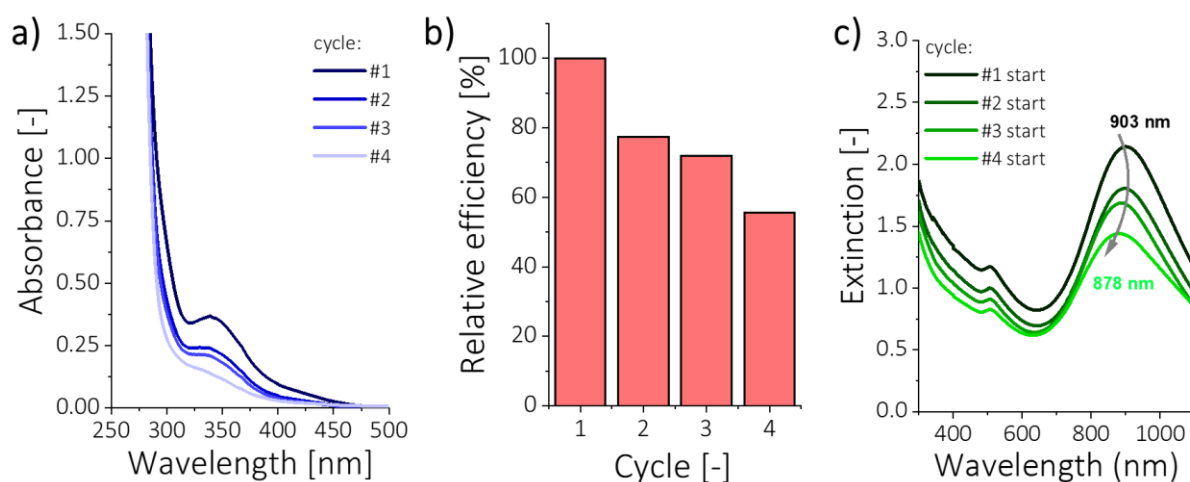 a)
Absorbance [-]
1.50
1.25
1.00
0.75
0.50
0.25
0.00
cycle:
#1
#2
#3
#4
250 300 350 400 450 500
Wavelength [nm]
b)
Relative efficiency [%]
100
80
60
40
20
0
1 2 3 4
Cycle [-]
c)
Extinction [-]
3.0
2.5
2.0
1.5
1.0
0.5
0.0
cycle:
#1 start
#2 start
#3 start
#4 start
903 nm
878 nm
400 600 800 1000
Wavelength (nm)